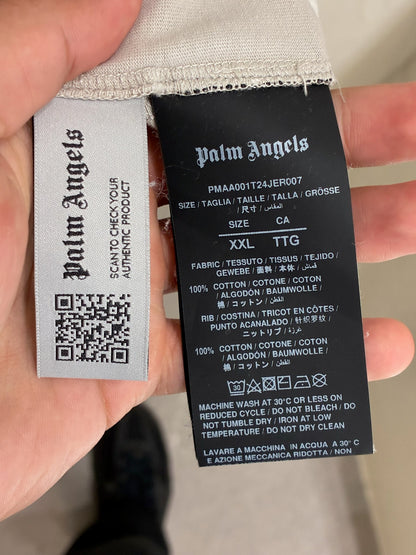 Palm Angels
SCAN TO CHECK YOUR
AUTHENTIC PRODUCT
Palm Angels
PMAA001T24JER007
SIZE / TAGLIA / TAILLE / TALLA / GRÖSSE
/ 尺寸 / المقاس
SIZE CA
XXL TTG
FABRIC / TESSUTO / TISSUS / TEJIDO /
GEWEBE / 面料 / 本体 / قماش
100% COTTON / COTONE / COTON
/ ALGODÓN / BAUMWOLLE /
棉 / コットン / القطن
RIB / COSTINA / TRICOT EN CÔTES /
PUNTO ACANALADO / 针织罗纹 /
ニットリブ /
100% COTTON / COTONE / COTON
/ ALGODÓN / BAUMWOLLE /
棉 / コットン / القطن
MACHINE WASH AT 30°C OR LESS ON
REDUCED CYCLE / DO NOT BLEACH / DO
NOT TUMBLE DRY / IRON AT LOW
TEMPERATURE / DO NOT DRY CLEAN /
LAVARE A MACCHINA IN ACQUA A 30° C
E AZIONE MECCANICA RIDOTTA / NON